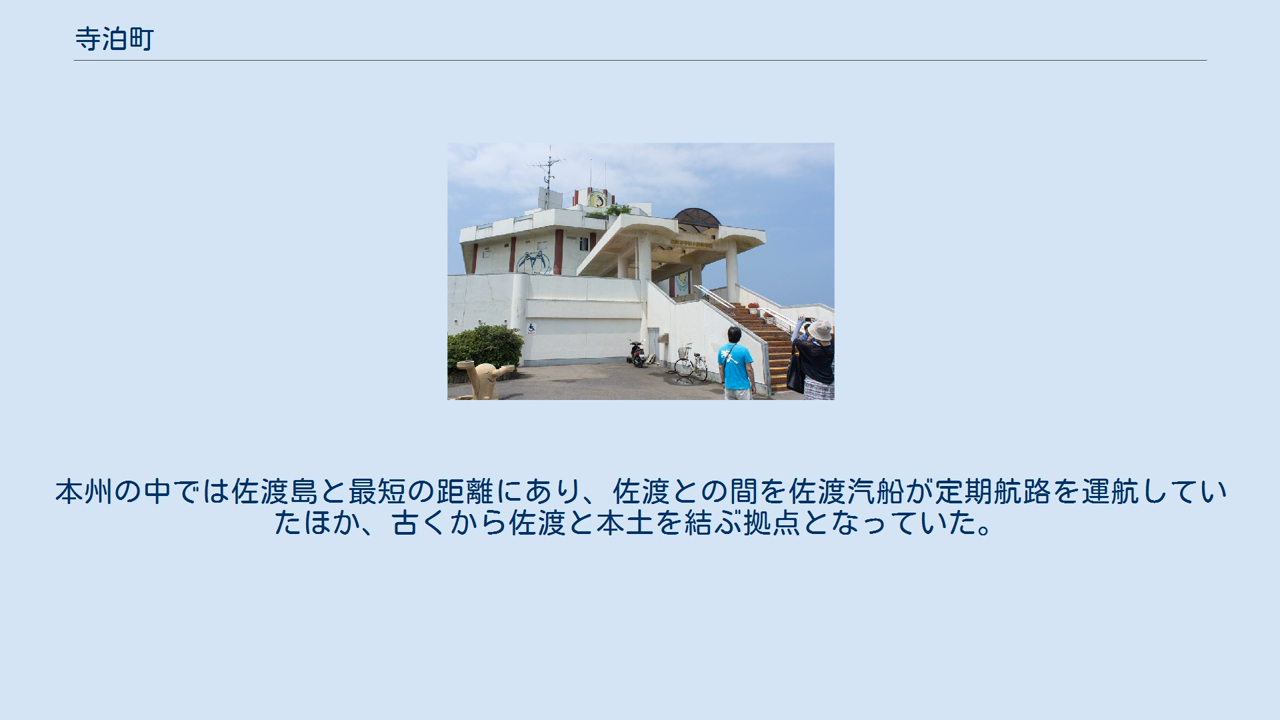 寺泊町
本州の中では佐渡島と最短の距離にあり、佐渡との間を佐渡汽船が定期航路を運航してい
たほか、古くから佐渡と本土を結ぶ拠点となっていた。